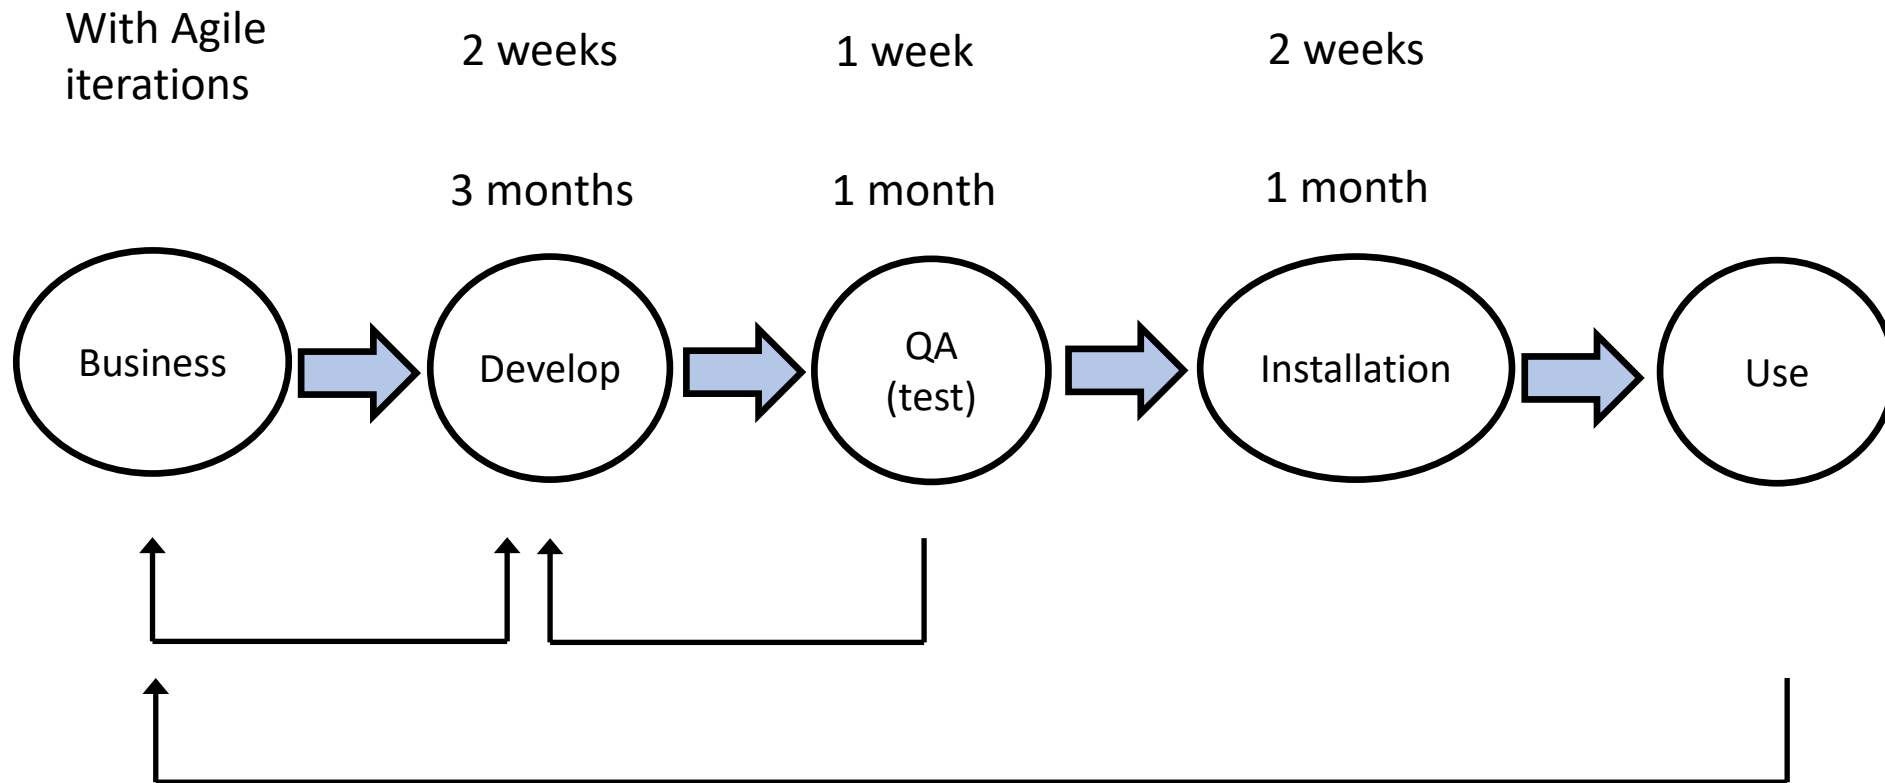 With Agile
iterations
2 weeks
1 week
2 weeks
3 months
1 month
1 month
Business
Develop
QA
(test)
Installation
Use